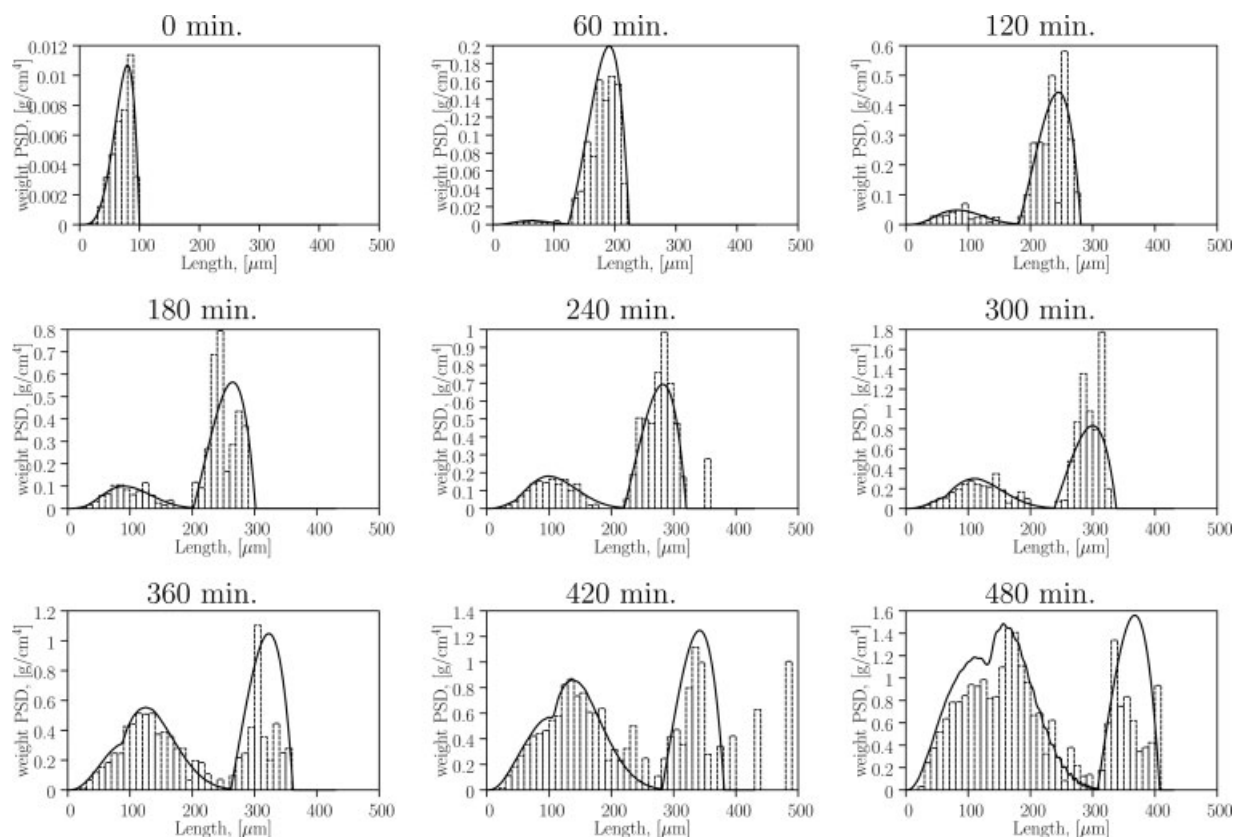 0 min.
weight PSD, [g/cm⁴]
0.012
0.01
0.008
0.006
0.004
0.002
0
0 100 200 300 400 500
Length, [μm]
60 min.
weight PSD, [g/cm⁴]
0.2
0.18
0.16
0.14
0.12
0.1
0.08
0.06
0.04
0.02
0
0 100 200 300 400 500
Length, [μm]
120 min.
weight PSD, [g/cm⁴]
0.6
0.5
0.4
0.3
0.2
0.1
0
0 100 200 300 400 500
Length, [μm]
180 min.
weight PSD, [g/cm⁴]
0.8
0.7
0.6
0.5
0.4
0.3
0.2
0.1
0
0 100 200 300 400 500
Length, [μm]
240 min.
weight PSD, [g/cm⁴]
1
0.9
0.8
0.7
0.6
0.5
0.4
0.3
0.2
0.1
0
0 100 200 300 400 500
Length, [μm]
300 min.
weight PSD, [g/cm⁴]
1.8
1.6
1.4
1.2
1
0.8
0.6
0.4
0.2
0
0 100 200 300 400 500
Length, [μm]
360 min.
weight PSD, [g/cm⁴]
1.2
1
0.8
0.6
0.4
0.2
0
0 100 200 300 400 500
Length, [μm]
420 min.
weight PSD, [g/cm⁴]
1.4
1.2
1
0.8
0.6
0.4
0.2
0
0 100 200 300 400 500
Length, [μm]
480 min.
weight PSD, [g/cm⁴]
1.6
1.4
1.2
1
0.8
0.6
0.4
0.2
0
0 100 200 300 400 500
Length, [μm]